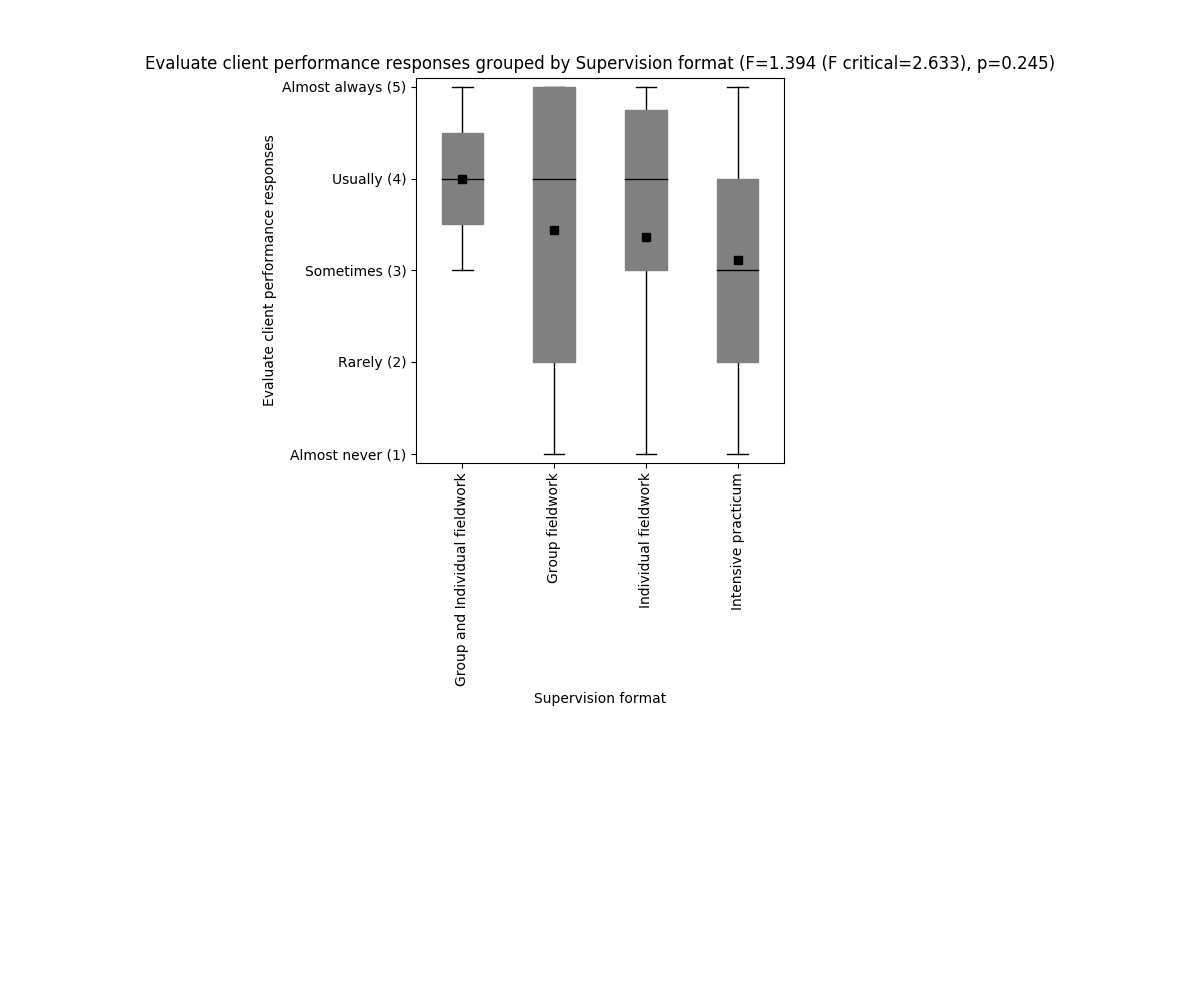 Evaluate client performance responses grouped by Supervision format (F=1.394 (F critical=2.633), p=0.245)
Evaluate client performance responses
Almost always (5)
Usually (4)
Sometimes (3)
Rarely (2)
Almost never (1)
Group and Individual fieldwork
Group fieldwork
Individual fieldwork
Intensive practicum
Supervision format